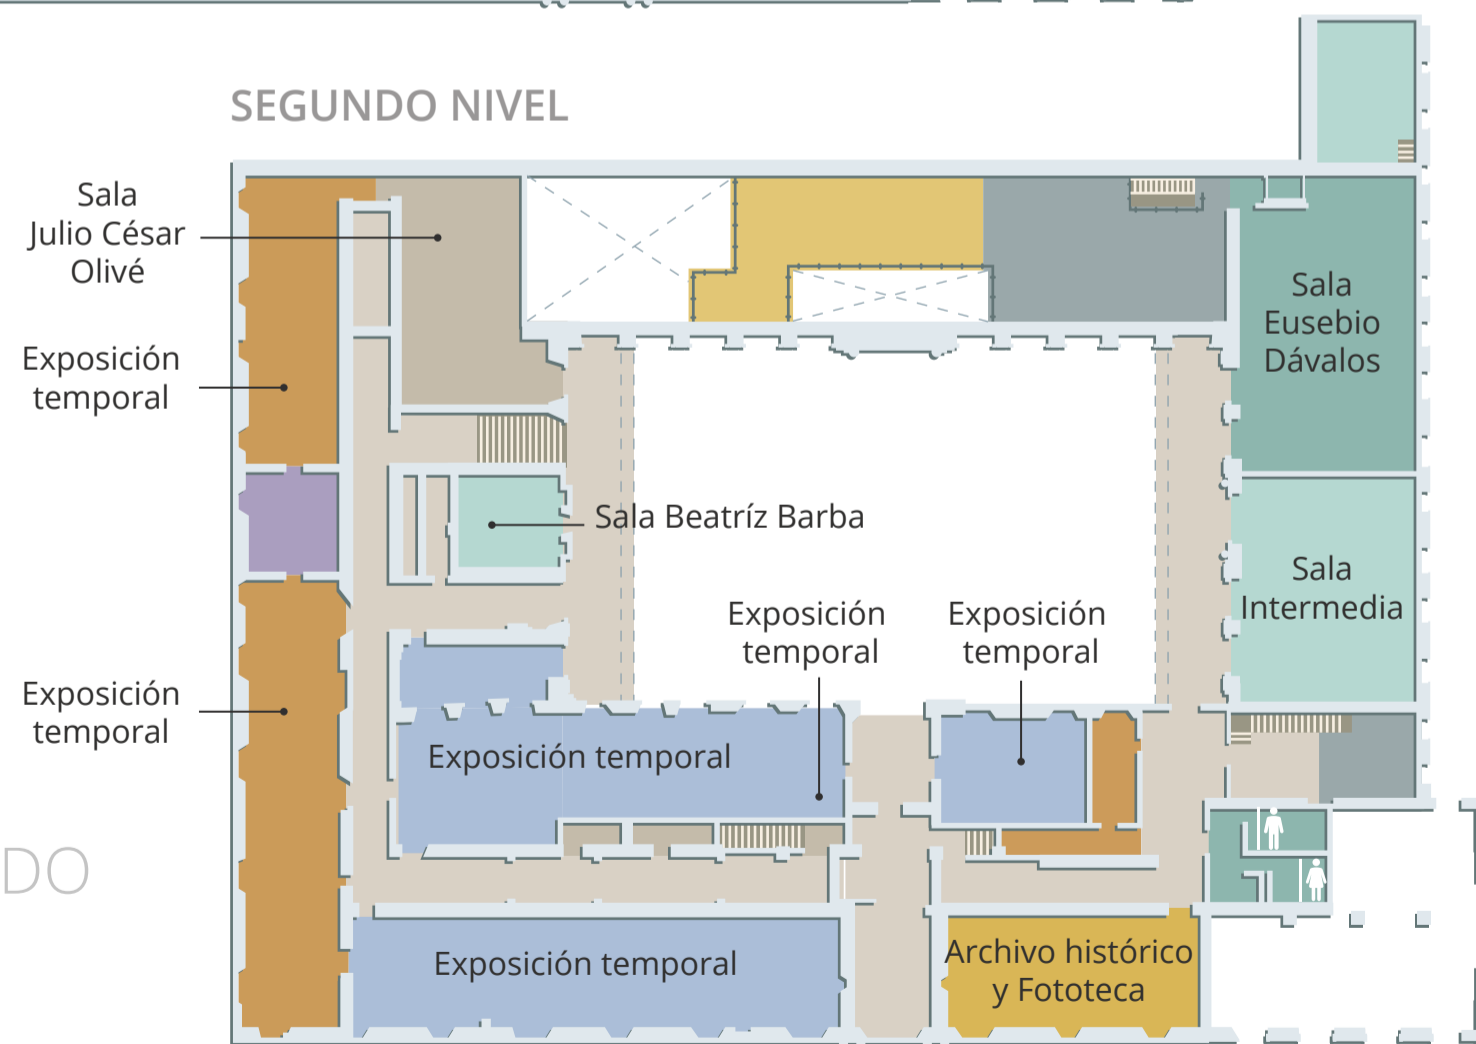 SEGUNDO NIVEL
Sala
Julio César
Olivé
Exposición
temporal
Sala
Eusebio
Dávalos
Sala Beatríz Barba
Sala
Intermedia
Exposición
temporal
Exposición
temporal
Exposición
temporal
Exposición temporal
DO
Exposición temporal
Archivo histórico
y Fototeca